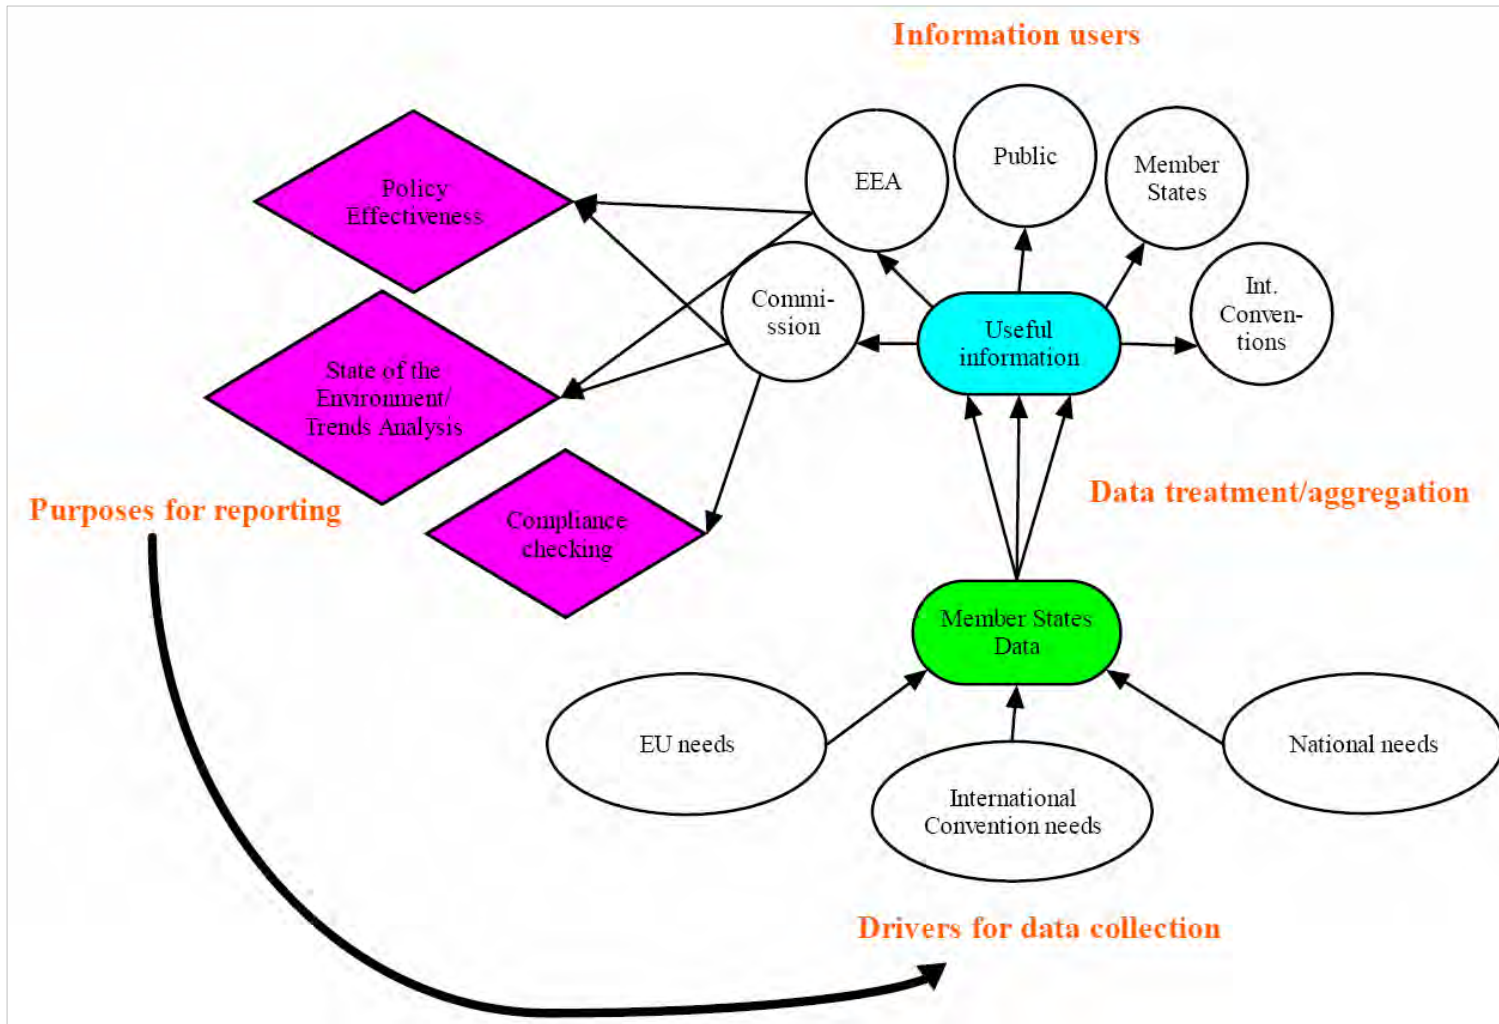 Information users
Public
Member
States
EEA
Policy
Effectiveness
Commi-
ssion
Useful
information
Int.
Conven-
tions
State of the
Environment/
Trends Analysis
Purposes for reporting
Data treatment/aggregation
Compliance
checking
Member States
Data
EU needs
International
Convention needs
National needs
Drivers for data collection